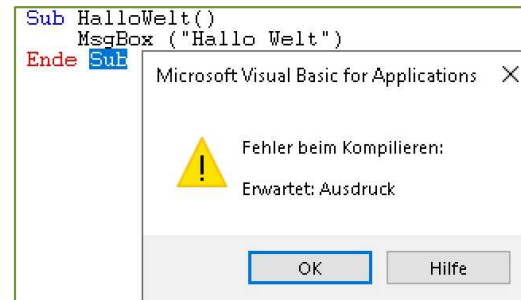 Sub HalloWelt()
MsgBox ("Hallo Welt")
Ende Sub
Microsoft Visual Basic for Applications
Fehler beim Kompilieren:
Erwartet: Ausdruck
OK
Hilfe